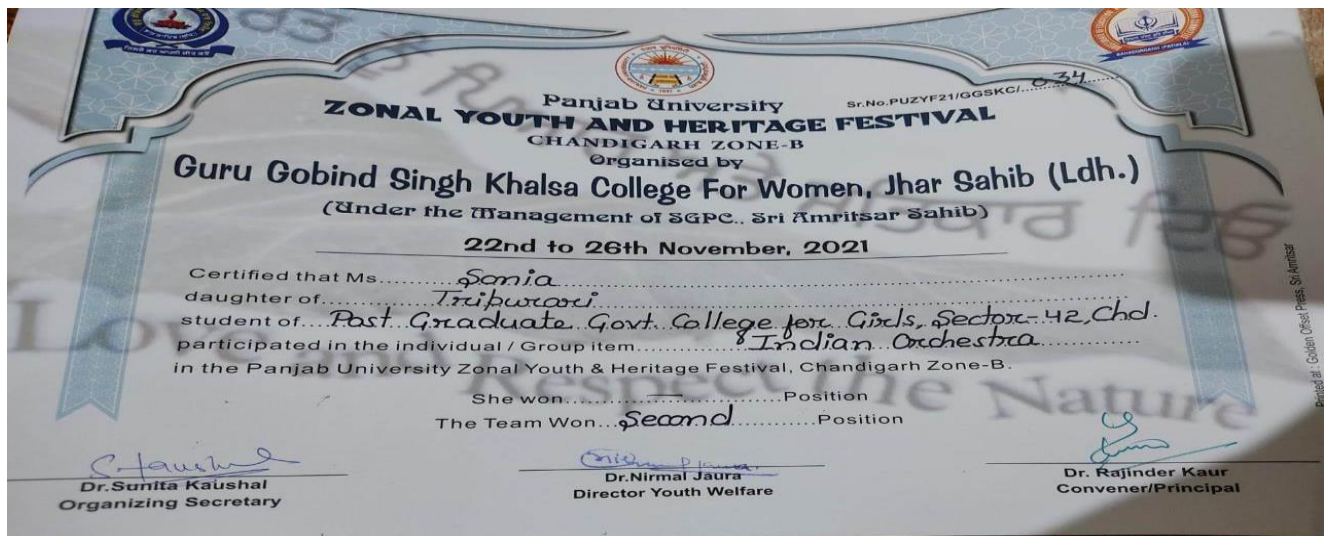 Panjab University
Sr.No.PUZYF21/GGSKC/....034....
ZONAL YOUTH AND HERITAGE FESTIVAL
CHANDIGARH ZONE-B
Organised by
Guru Gobind Singh Khalsa College For Women, Jhar Sahib (Ldh.)
(Under the Management of SGPC., Sri Amritsar Sahib)
22nd to 26th November, 2021
Certified that Ms.......Sonia
daughter of..........Tripurari
student of...Post Graduate Govt. College for Girls, Sector-42, Chd.
participated in the individual / Group item..........Indian Orchestra
in the Panjab University Zonal Youth & Heritage Festival, Chandigarh Zone-B.
She won..........—..........Position
The Team Won...Second..........Position
Love and Respect the Nature
Dr.Sunita Kaushal
Organizing Secretary
Dr.Nirmal Jaura
Director Youth Welfare
Dr. Rajinder Kaur
Convener/Principal
Printed at : Golden Offset Press, Sri Amritsar